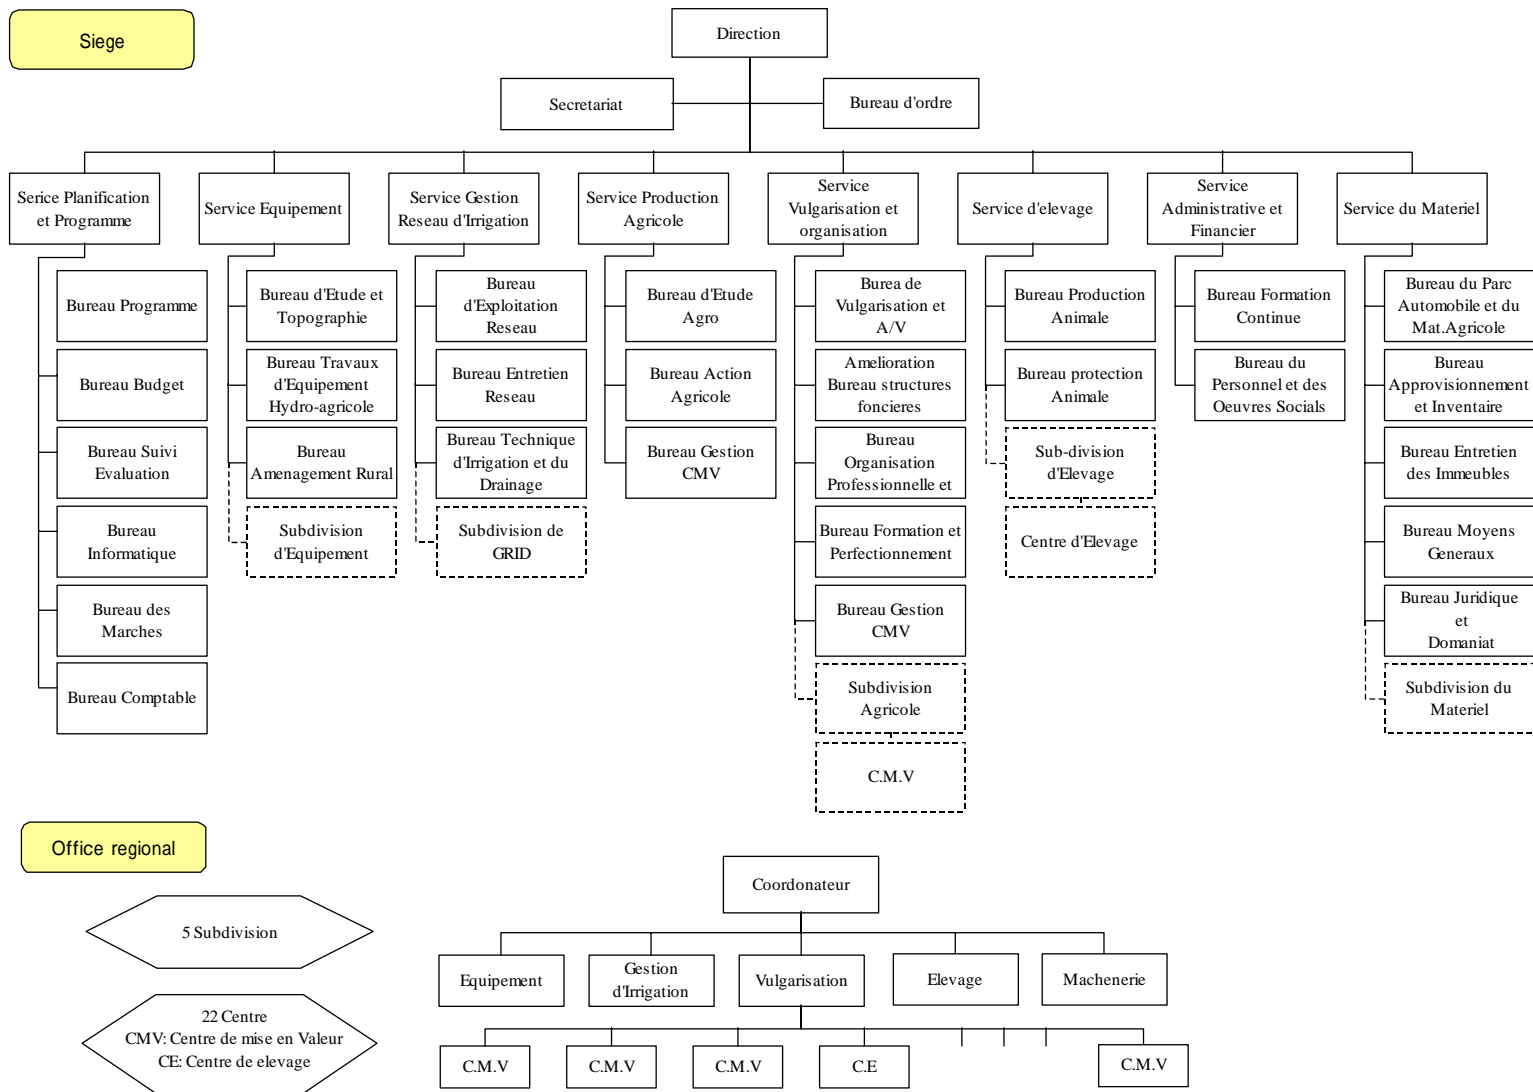 Siege
Direction
Secretariat
Bureau d'ordre
Serice Planification
et Programme
Service Equipement
Service Gestion
Reseau d'Irrigation
Service Production
Agricole
Service
Vulgarisation et
organisation
Service d'elevage
Service
Administrative et
Financier
Service du Materiel
Bureau Programme
Bureau Budget
Bureau Suivi
Evaluation
Bureau
Informatique
Bureau des
Marches
Bureau Comptable
Bureau d'Etude et
Topographie
Bureau Travaux
d'Equipement
Hydro-agricole
Bureau
Amenagement Rural
Subdivision
d'Equipement
Bureau
d'Exploitation
Reseau
Bureau Entretien
Reseau
Bureau Technique
d'Irrigation et du
Drainage
Subdivision de
GRID
Bureau d'Etude
Agro
Bureau Action
Agricole
Bureau Gestion
CMV
Burea de
Vulgarisation et
A/V
Amelioration
Bureau structures
foncieres
Bureau
Organisation
Professionnelle et
Bureau Formation et
Perfectionnement
Bureau Gestion
CMV
Subdivision
Agricole
C.M.V
Bureau Production
Animale
Bureau protection
Animale
Sub-division
d'Elevage
Centre d'Elevage
Bureau Formation
Continue
Bureau du
Personnel et des
Oeuvres Socials
Bureau du Parc
Automobile et du
Mat.Agricole
Bureau
Approvisionnement
et Inventaire
Bureau Entretien
des Immeubles
Bureau Moyens
Generaux
Bureau Juridique
et
Domaniat
Subdivision du
Materiel
Office regional
5 Subdivision
22 Centre
CMV: Centre de mise en Valeur
CE: Centre de elevage
Coordonateur
Equipement
Gestion
d'Irrigation
Vulgarisation
Elevage
Machenerie
C.M.V
C.M.V
C.M.V
C.E
C.M.V